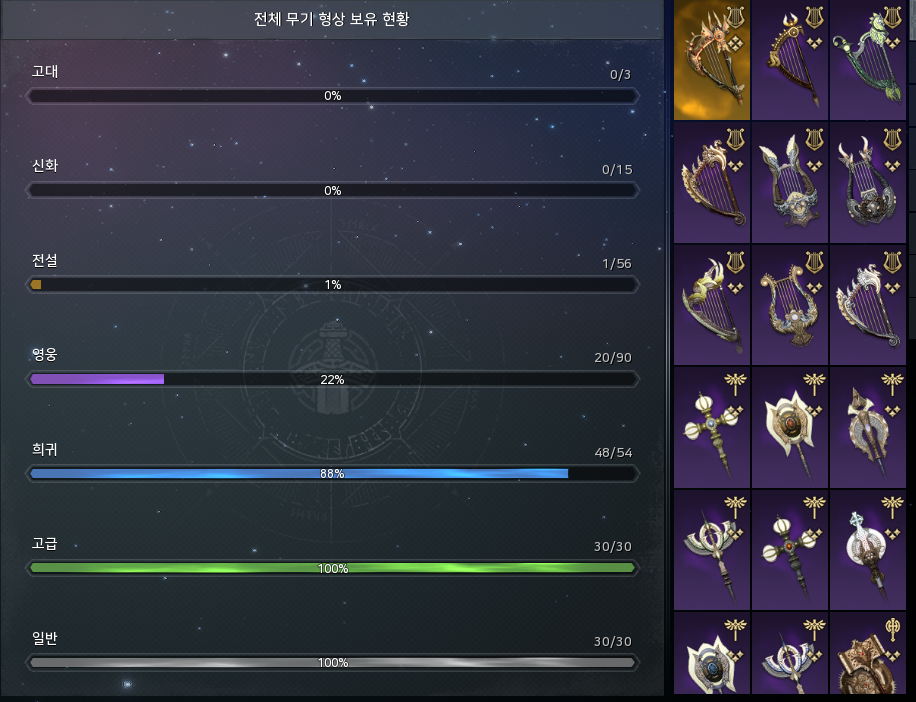 전체 무기 형상 보유 현황
고대
0/3
0%
신화
0/15
0%
전설
1/56
1%
영웅
20/90
22%
희귀
48/54
88%
고급
30/30
100%
일반
30/30
100%